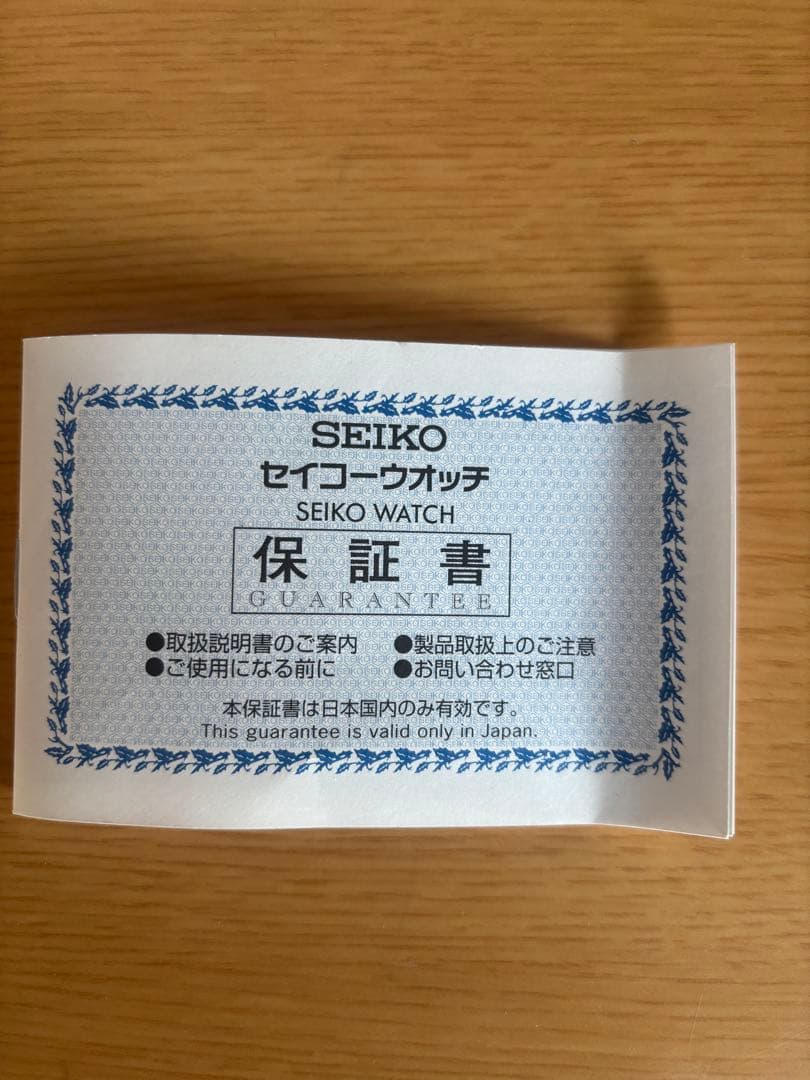 SEIKO
セイコーウオッチ
SEIKO WATCH
保証書
GUARANTEE
●取扱説明書のご案内 ●製品取扱上のご注意
●ご使用になる前に ●お問い合わせ窓口
本保証書は日本国内のみ有効です。
This guarantee is valid only in Japan.